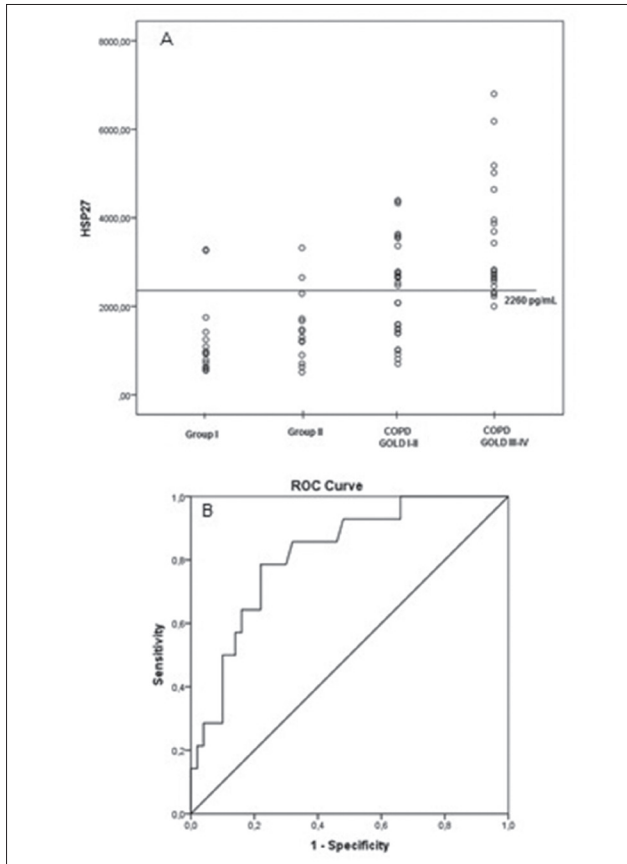 A
8000,00
6000,00
4000,00
2000,00
,00
HSP27
2260 pg/mL
Group I
Group II
COPD
GOLD I-II
COPD
GOLD III-IV
ROC Curve
B
1,0
0,8
0,6
0,4
0,2
0,0
Sensitivity
0,0
0,2
0,4
0,6
0,8
1,0
1 - Specificity